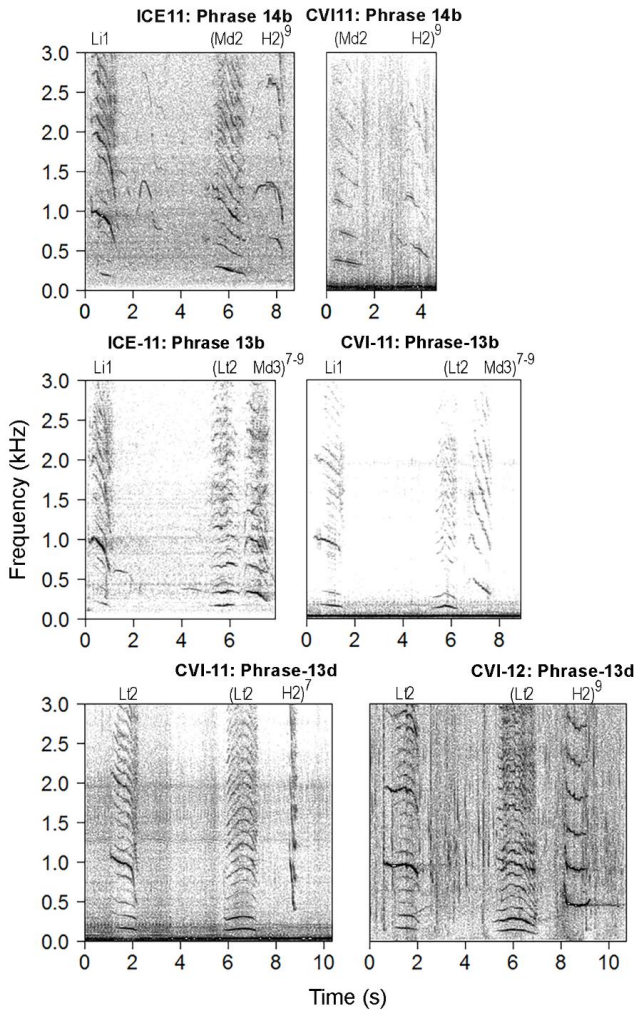 ICE11: Phrase 14b
CVI11: Phrase 14b
Li1 (Md2 H2)9
(Md2 H2)9
3.0
2.5
2.0
1.5
1.0
0.5
0.0
0 2 4 6 8
0 2 4
ICE-11: Phrase 13b
CVI-11: Phrase-13b
Li1 (Lt2 Md3)7-9
Li1 (Lt2 Md3)7-9
3.0
2.5
2.0
1.5
1.0
0.5
0.0
Frequency (kHz)
0 2 4 6
0 2 4 6 8
CVI-11: Phrase-13d
CVI-12: Phrase-13d
Lt2 (Lt2 H2)7
Lt2 (Lt2 H2)9
3.0
2.5
2.0
1.5
1.0
0.5
0.0
0 2 4 6 8 10
0 2 4 6 8 10
Time (s)